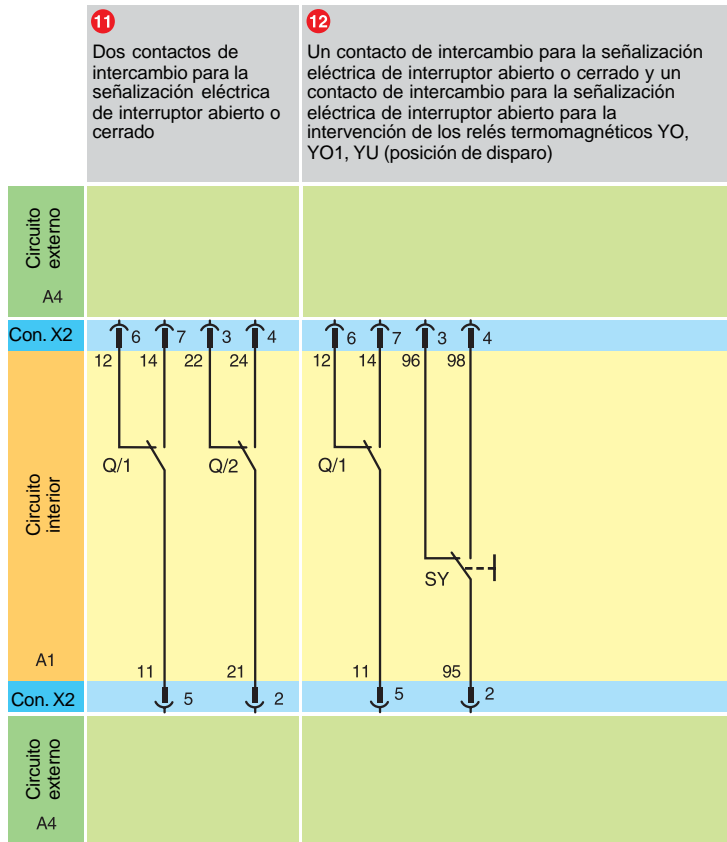 11
Dos contactos de
intercambio para la
señalización eléctrica
de interruptor abierto o
cerrado
12
Un contacto de intercambio para la señalización
eléctrica de interruptor abierto o cerrado y un
contacto de intercambio para la señalización
eléctrica de interruptor abierto para la
intervención de los relés termomagnéticos YO,
YO1, YU (posición de disparo)
Circuito
externo
A4
Con. X2
6 7 3 4
6 7 3 4
12 14 22 24
12 14 96 98
Circuito
interior
Q/1 Q/2
Q/1
SY
A1
11 21
11 95
Con. X2
5 2
5 2
Circuito
externo
A4